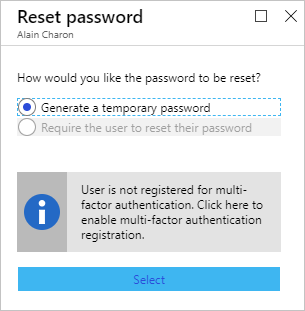 Reset password
Alain Charon
How would you like the password to be reset?
Generate a temporary password
Require the user to reset their password
User is not registered for multi-
factor authentication. Click here to
enable multi-factor authentication
registration.
Select